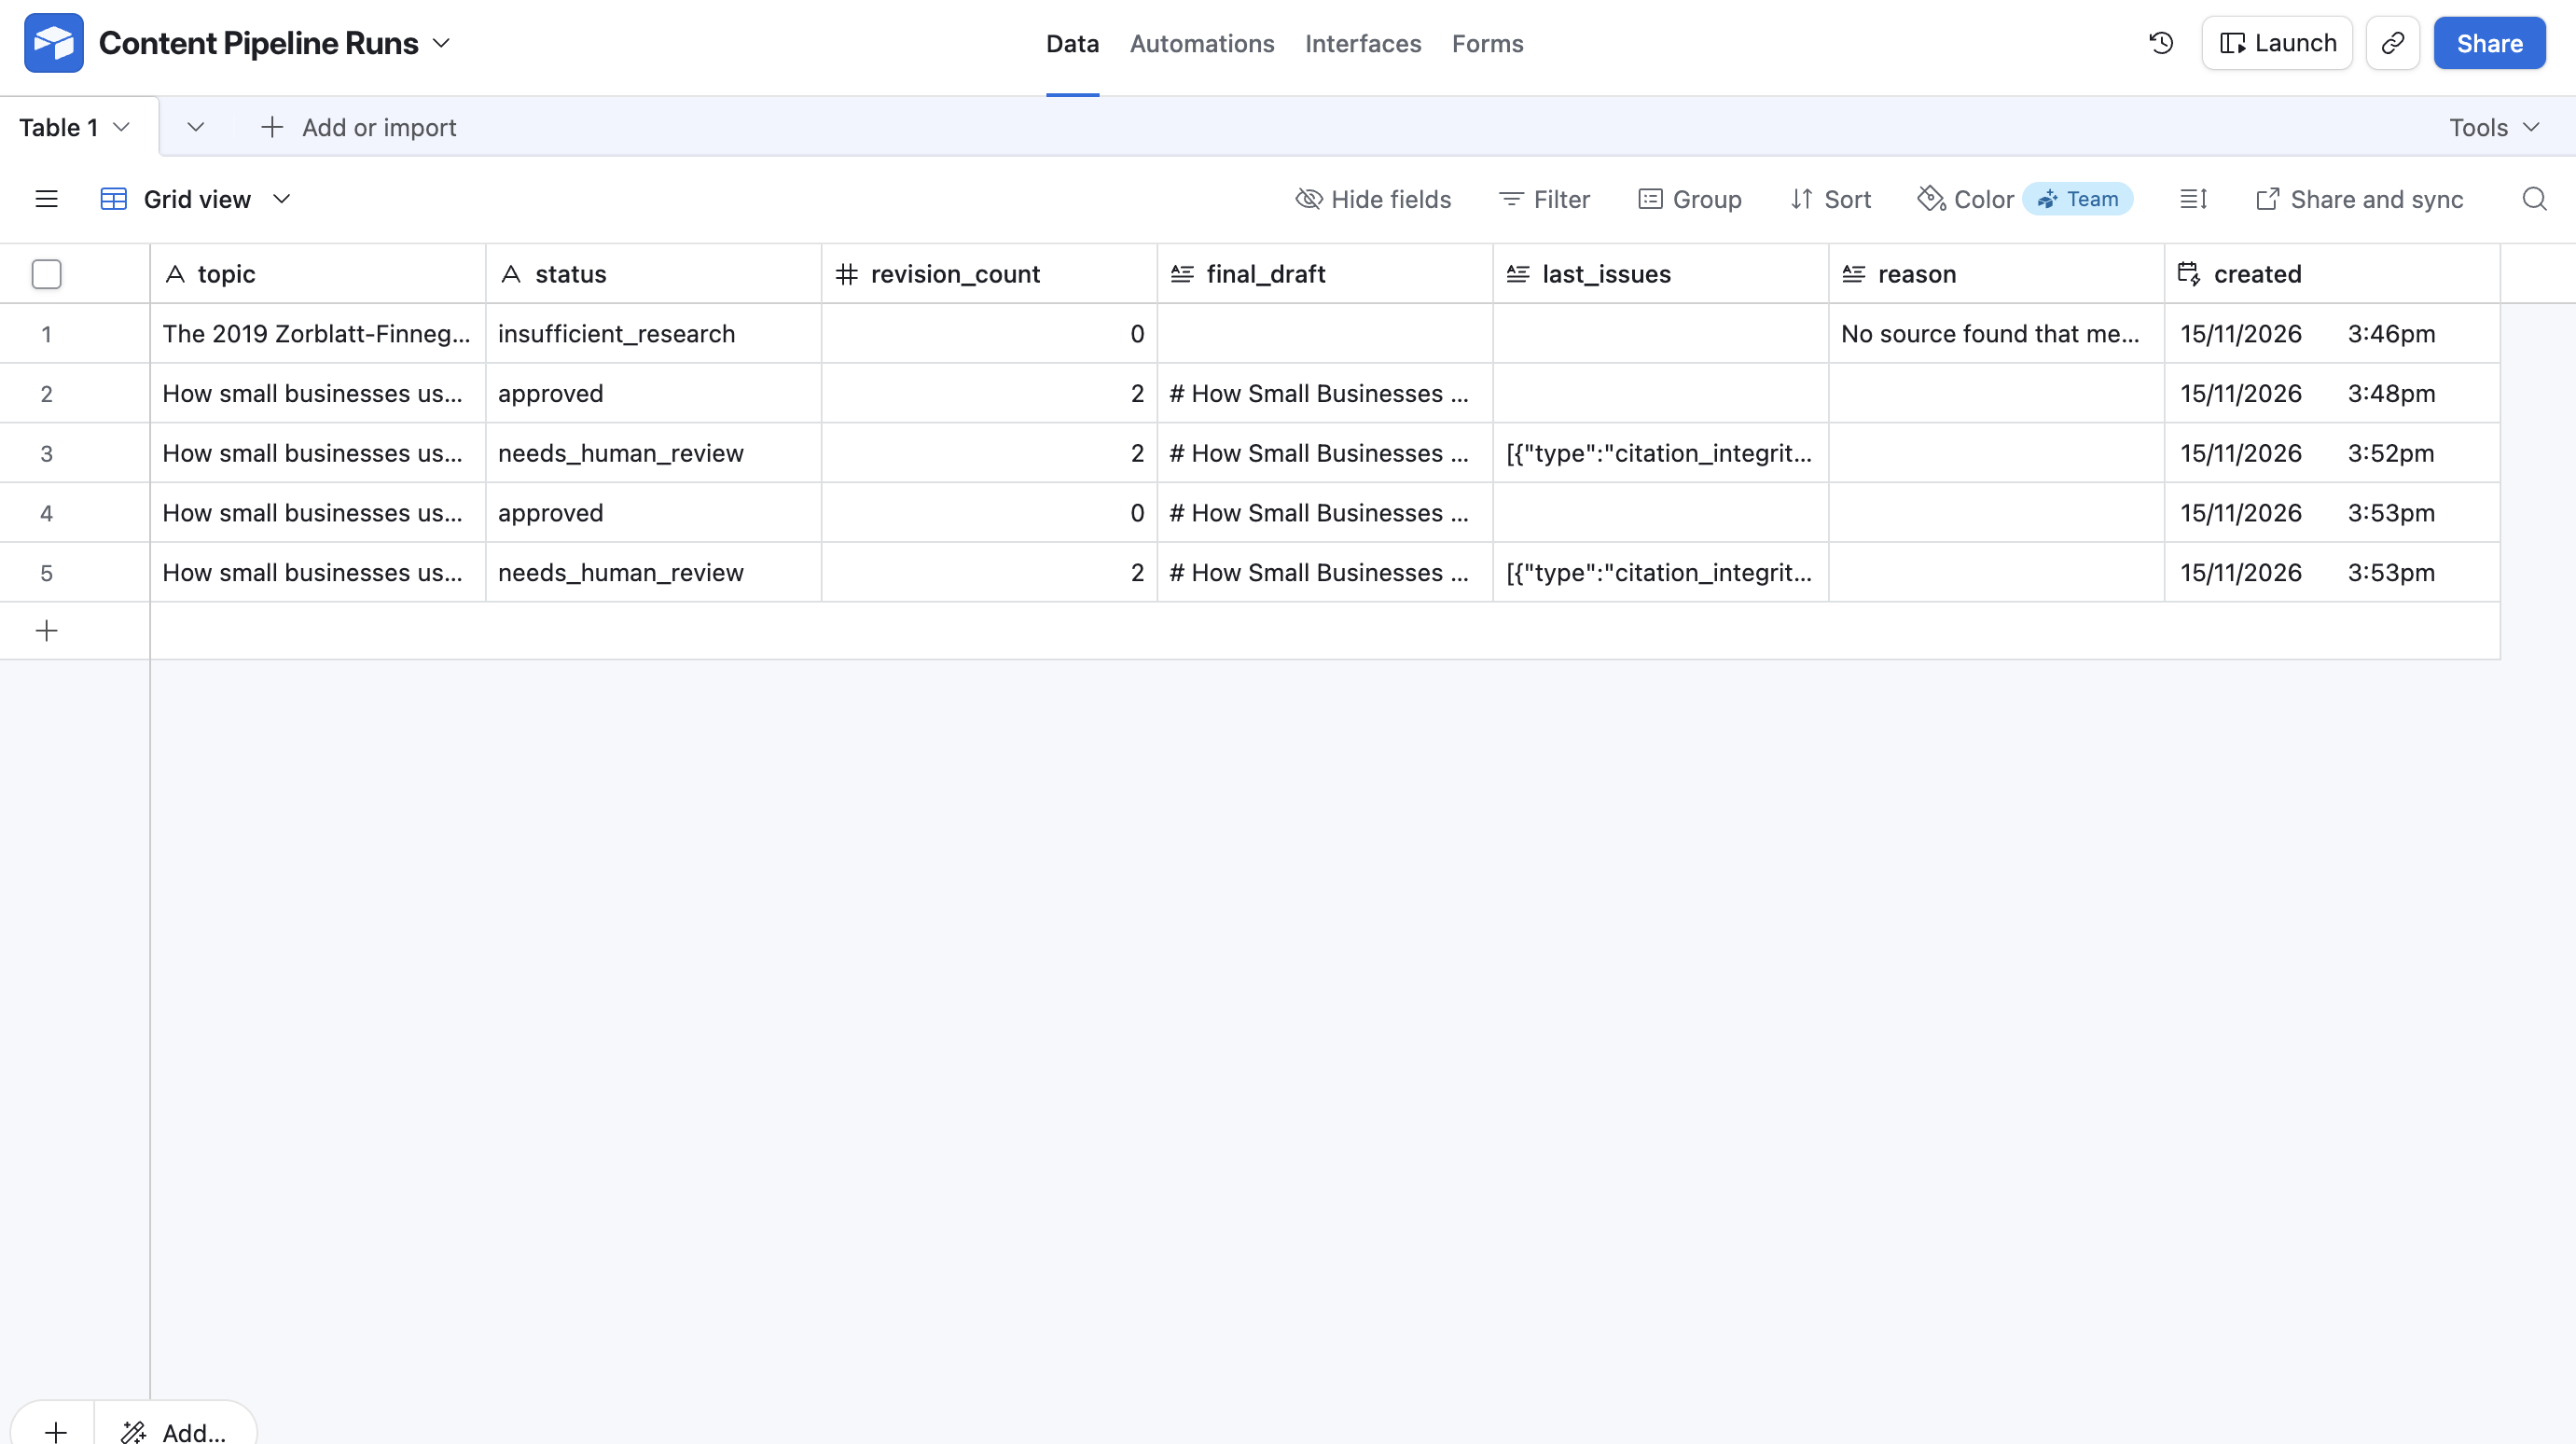 Content Pipeline Runs
Data Automations Interfaces Forms
Launch Share
Table 1 Add or import Tools
Grid view Hide fields Filter Group Sort Color Team Share and sync
topic status revision_count final_draft last_issues reason created
1 The 2019 Zorblatt-Finneg... insufficient_research 0 No source found that me... 15/11/2026 3:46pm
2 How small businesses us... approved 2 # How Small Businesses ... 15/11/2026 3:48pm
3 How small businesses us... needs_human_review 2 # How Small Businesses ... [{"type":"citation_integrit... 15/11/2026 3:52pm
4 How small businesses us... approved 0 # How Small Businesses ... 15/11/2026 3:53pm
5 How small businesses us... needs_human_review 2 # How Small Businesses ... [{"type":"citation_integrit... 15/11/2026 3:53pm
Add...